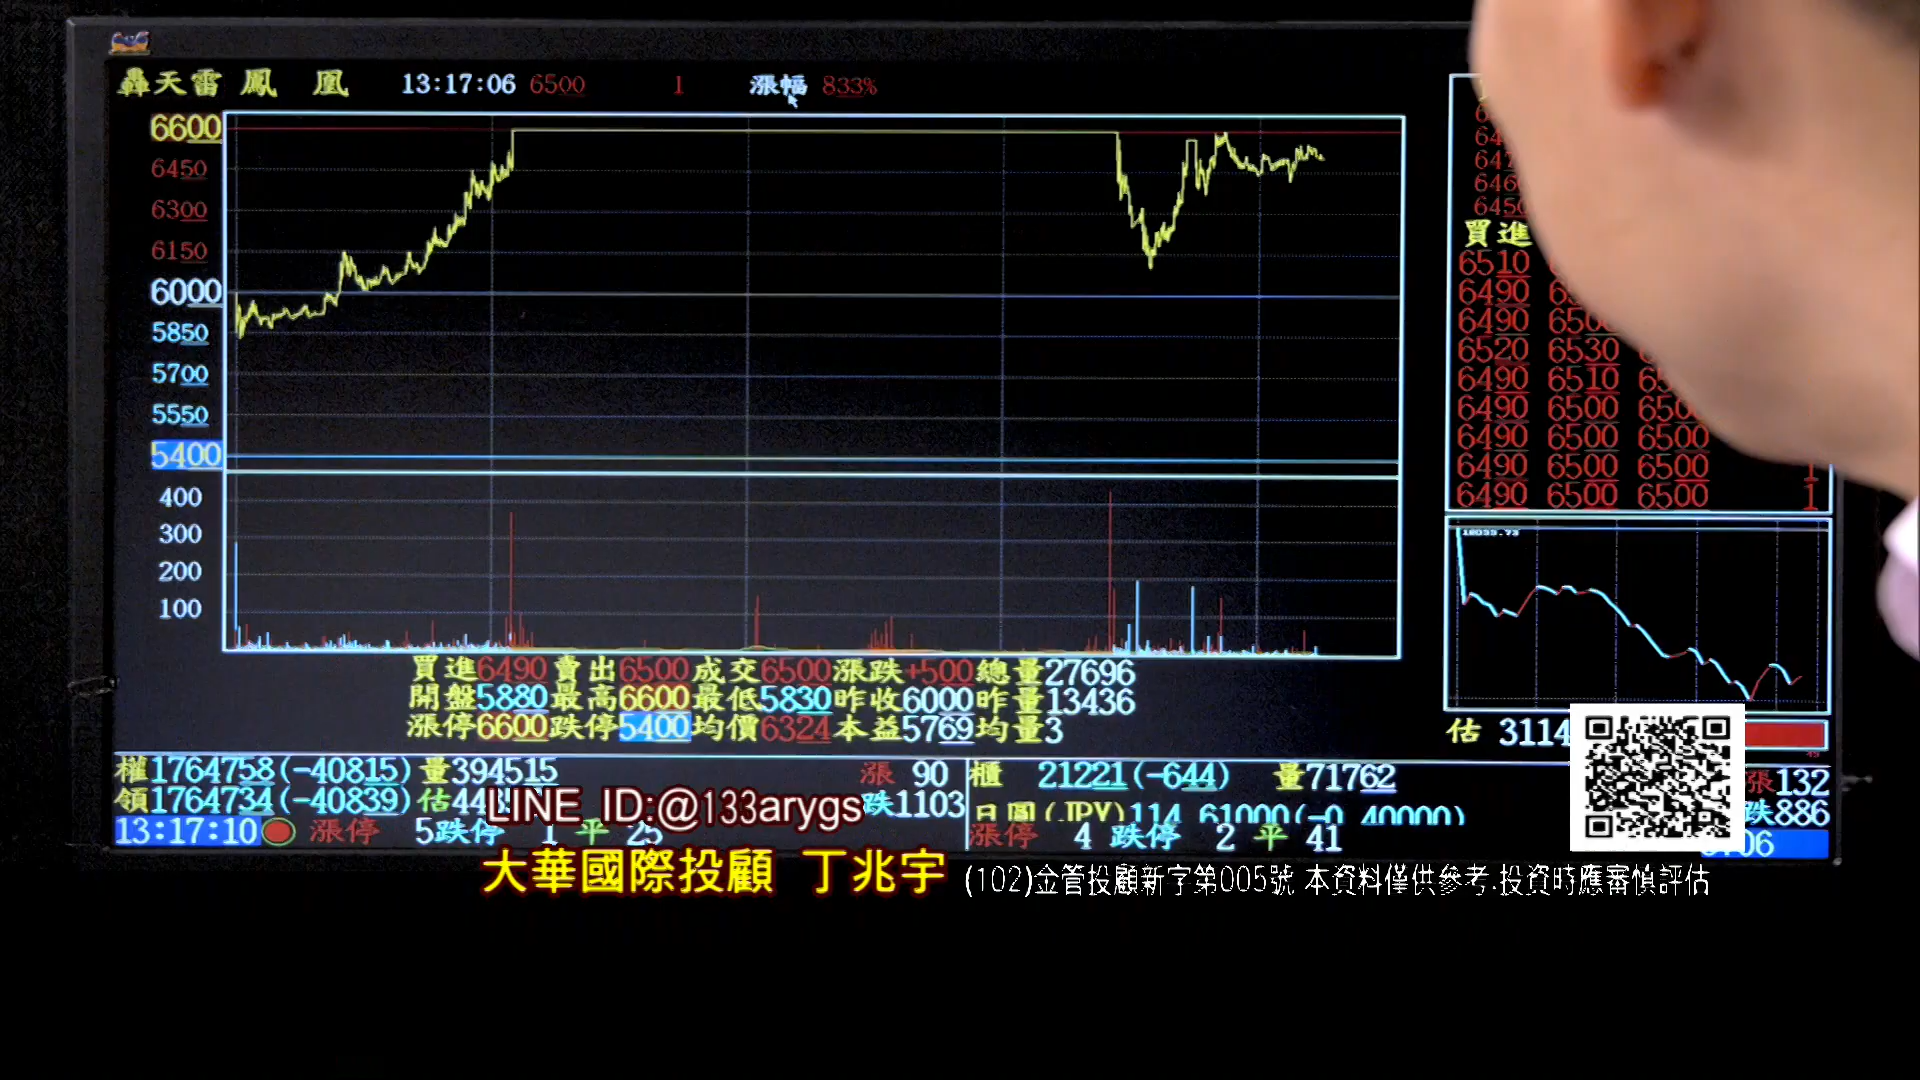 轟天雷 鳳 凰 13:17:06 6500 1 漲幅 833%
6600
6450
6300
6150
6000
5850
5700
5550
5400
400
300
200
100
買進
6510
6490
6490 6500
6520 6530
6490 6510
6490 6500
6490 6500 6500
6490 6500 6500 1
6490 6500 6500 1
買進6490賣出6500成交6500漲跌+500總量27696
開盤5880最高6600最低5830昨收6000昨量13436
漲停6600跌停5400均價6324本益5769均量3
估 3114
權1764758(-40815)量394515 漲 90
領1764734(-40839)估 跌1103
13:17:10 漲停 5跌停 1 平 25
櫃 21221(-644) 量71762 漲132
日圓(JPY)114.61000(-0.40000) 跌886
漲停 4 跌停 2 平 41
LINE ID:@133arygs
大華國際投顧 丁兆宇
(102)金管投顧新字第005號 本資料僅供參考.投資時應審慎評估